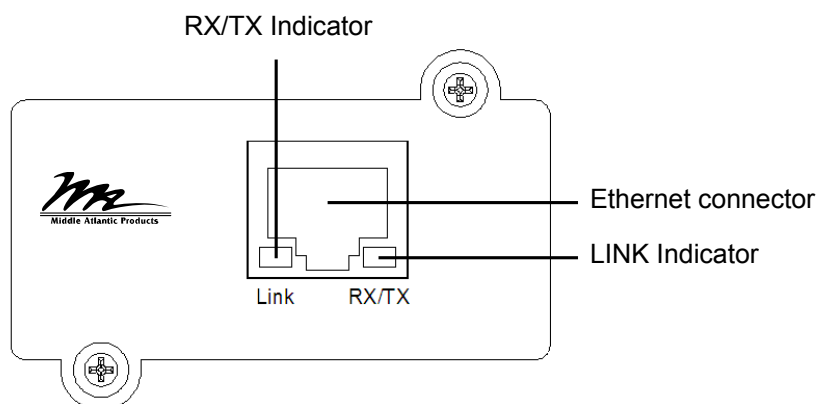 RX/TX Indicator
Middle Atlantic Products
Ethernet connector
LINK Indicator
Link RX/TX